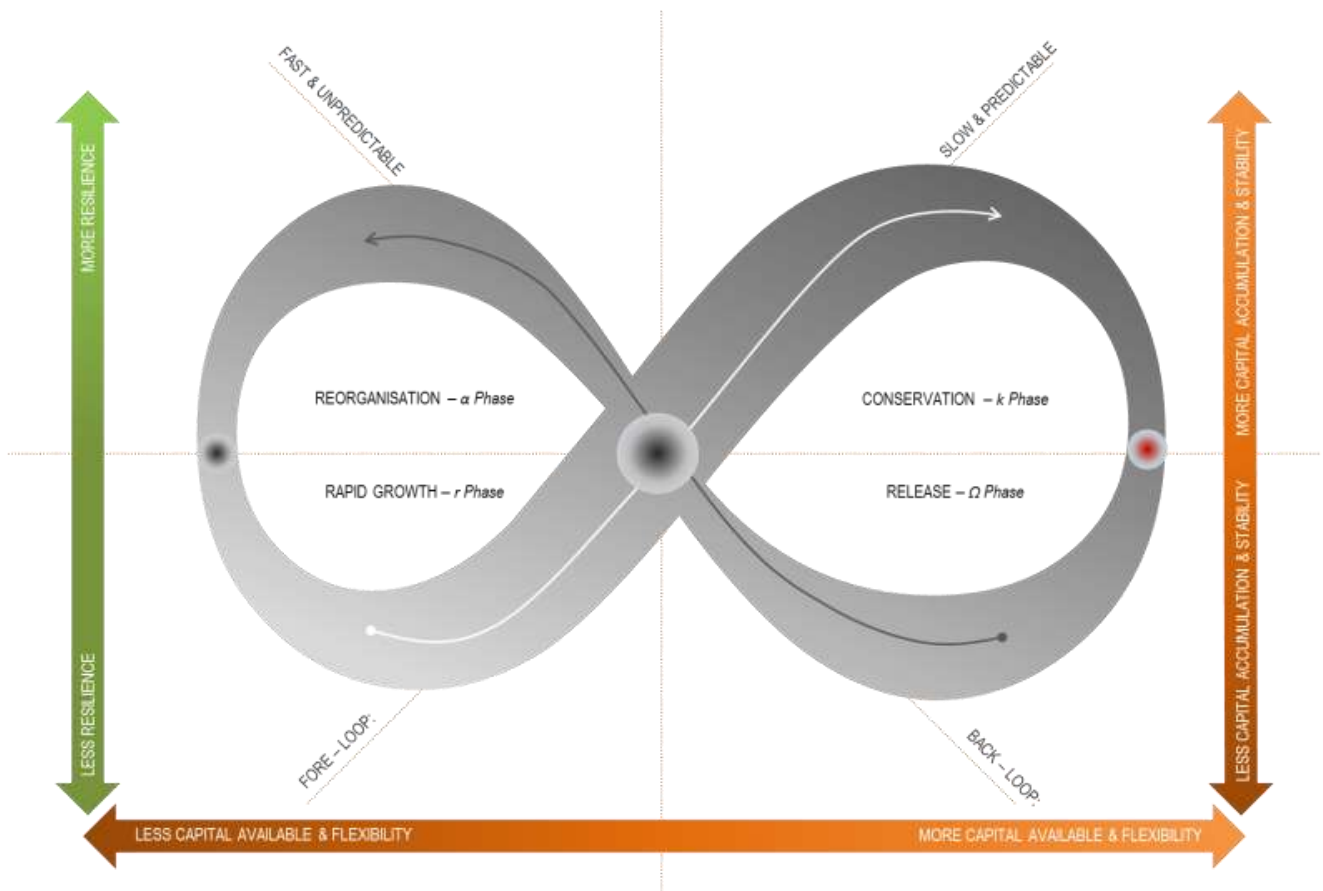 FAST & UNPREDICTABLE
SLOW & PREDICTABLE
MORE RESILIENCE
MORE CAPITAL ACCUMULATION & STABILITY
REORGANISATION – α Phase
CONSERVATION – k Phase
RAPID GROWTH – r Phase
RELEASE – Ω Phase
LESS RESILIENCE
LESS CAPITAL ACCUMULATION & STABILITY
FORE – LOOP:
BACK – LOOP:
LESS CAPITAL AVAILABLE & FLEXIBILITY
MORE CAPITAL AVAILABLE & FLEXIBILITY